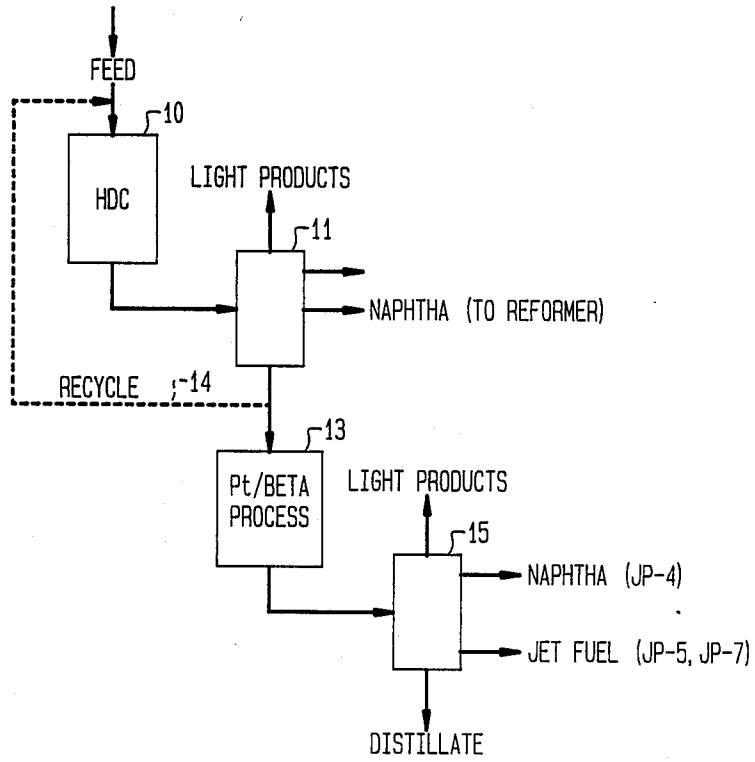 FEED
10
HDC
LIGHT PRODUCTS
11
NAPHTHA (TO REFORMER)
RECYCLE 14
13
Pt/BETA
PROCESS
LIGHT PRODUCTS
15
NAPHTHA (JP-4)
JET FUEL (JP-5, JP-7)
DISTILLATE